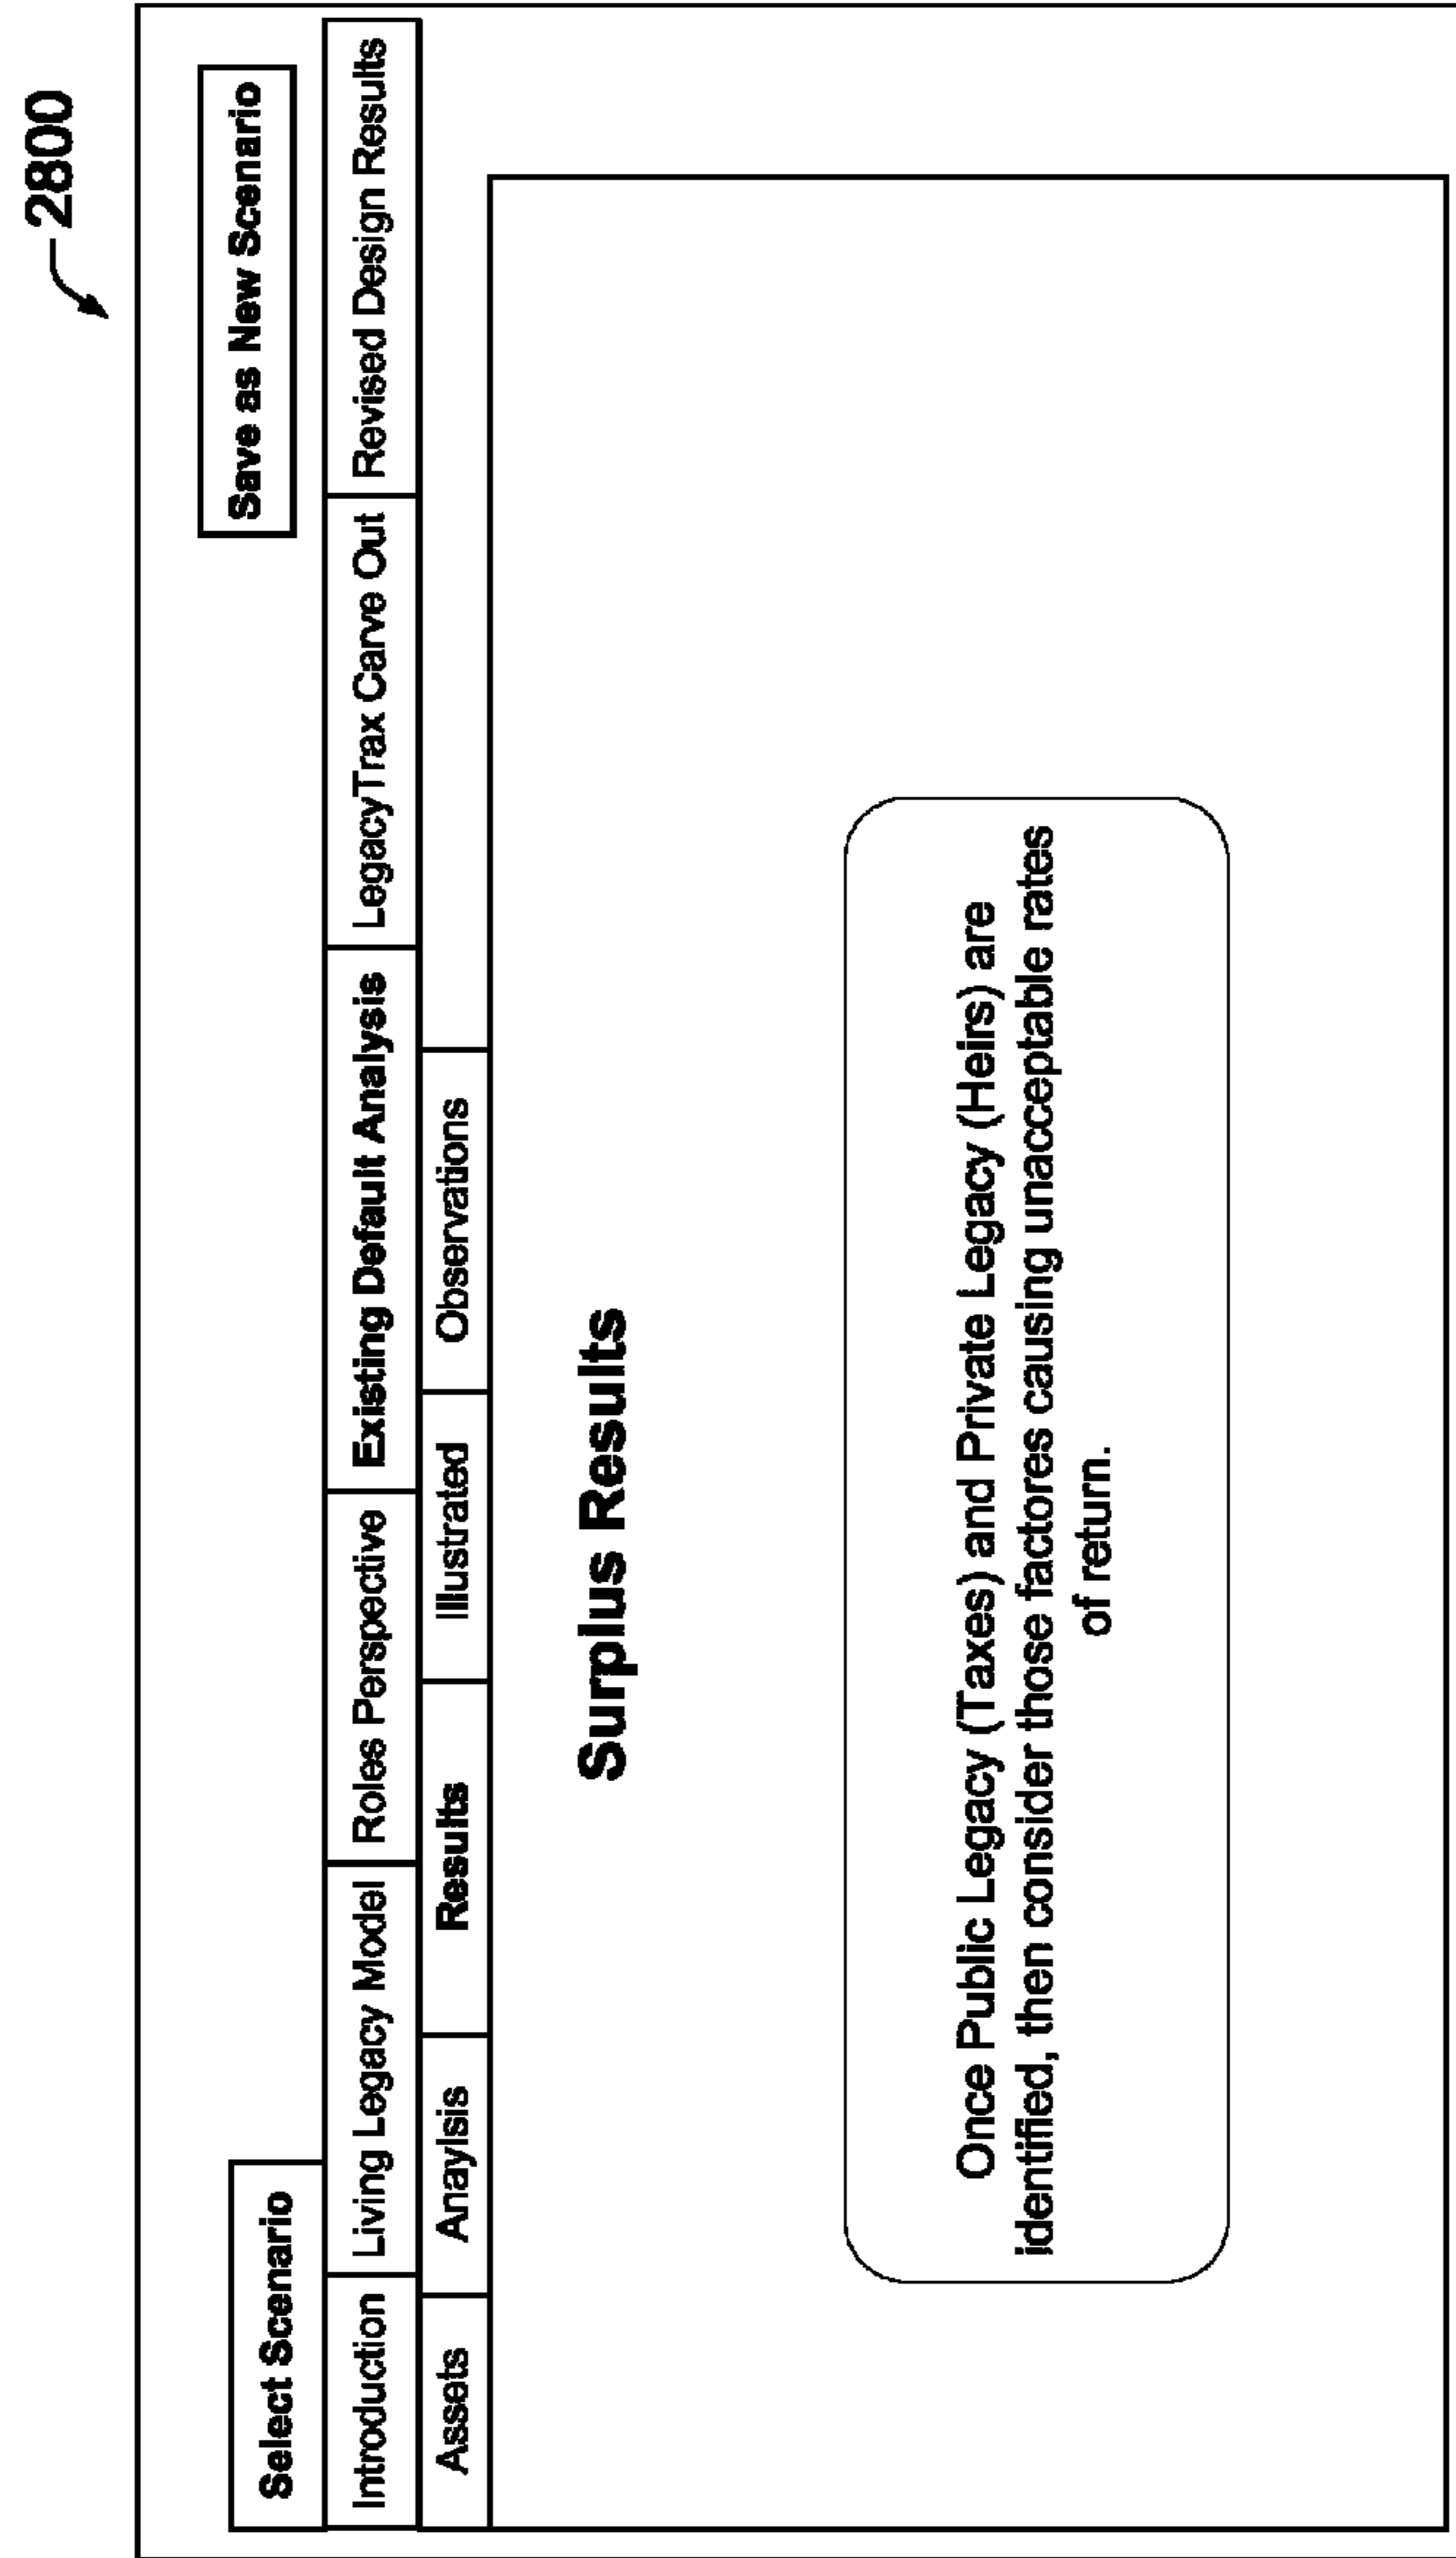 2800
Select Scenario
Save as New Scenario
Introduction Living Legacy Model Roles Perspective Existing Default Analysis LegacyTrax Carve Out Revised Design Results
Assets Anaylsis Results Illustrated Observations
Surplus Results
Once Public Legacy (Taxes) and Private Legacy (Heirs) are
identified, then consider those factores causing unacceptable rates
of return.